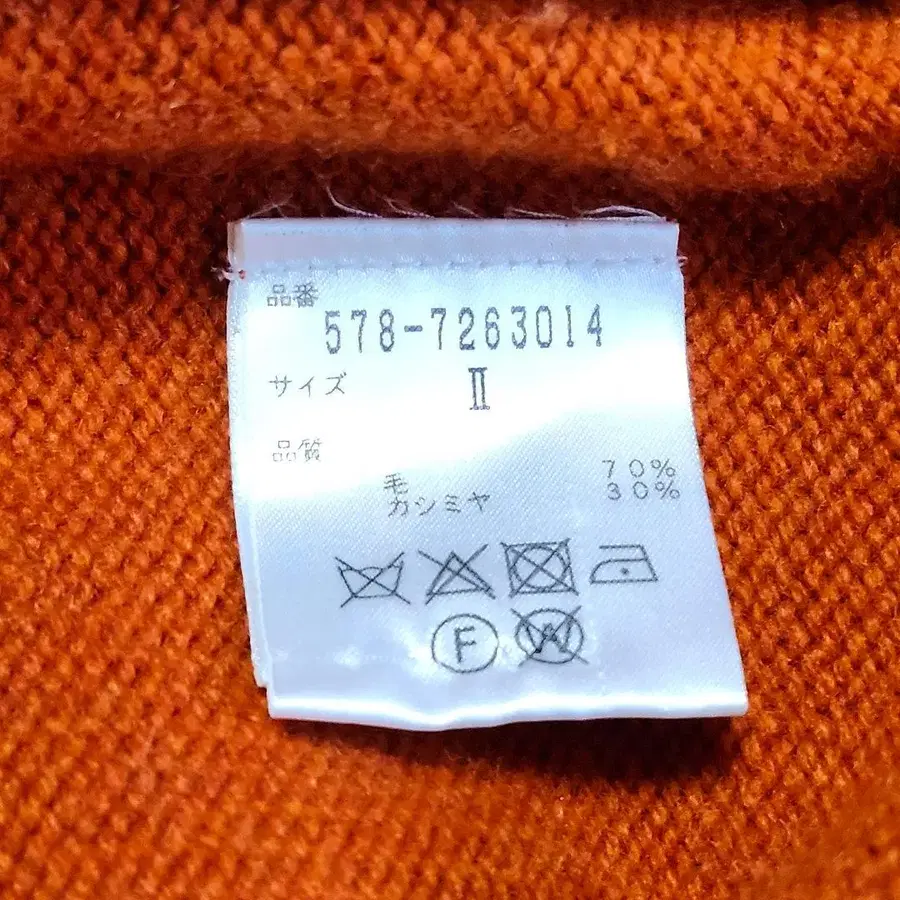 品番
578-7263014
サイズ II
品質
毛 70%
カシミヤ 30%
F W